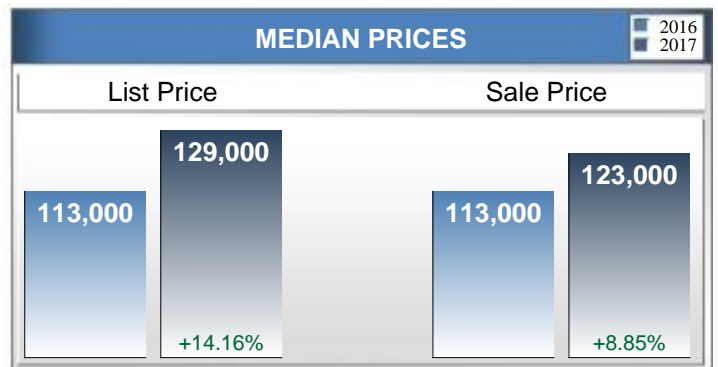 MEDIAN PRICES
2016
2017
List Price
Sale Price
113,000
129,000
+14.16%
113,000
123,000
+8.85%